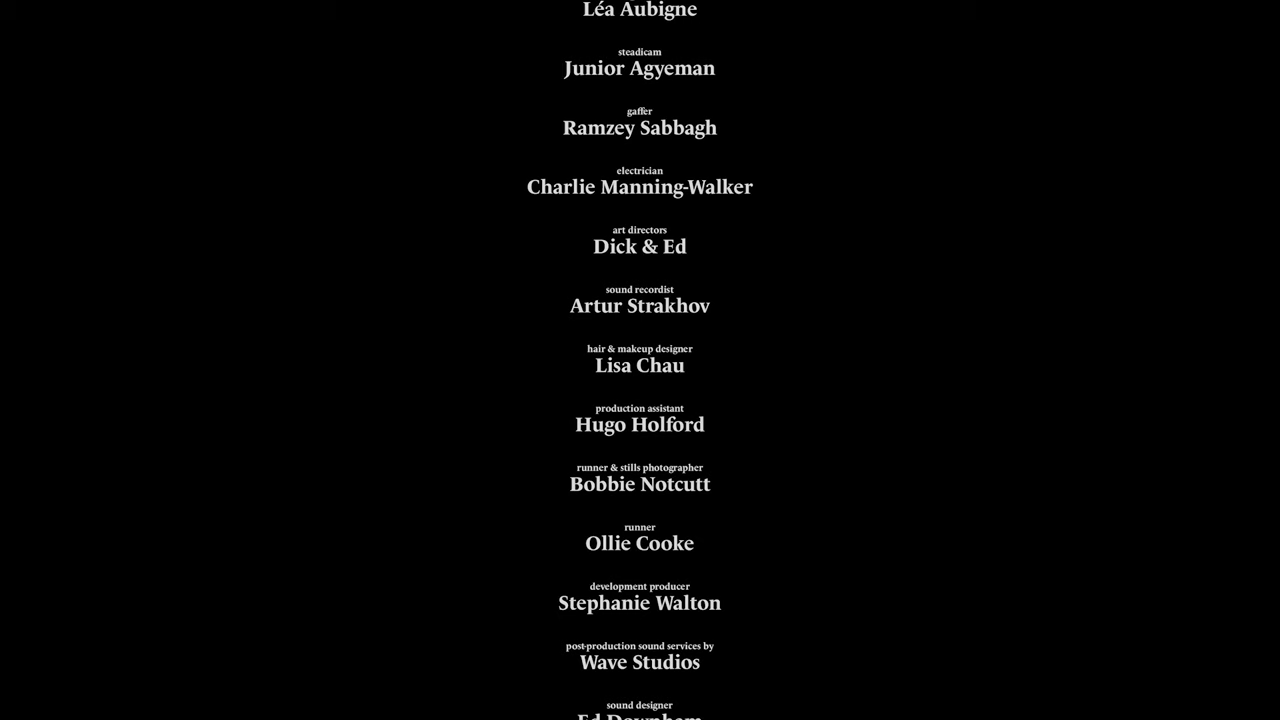 Léa Aubigne
steadicam
Junior Agyeman
gaffer
Ramzey Sabbagh
electrician
Charlie Manning-Walker
art directors
Dick & Ed
sound recordist
Artur Strakhov
hair & makeup designer
Lisa Chau
production assistant
Hugo Holford
runner & stills photographer
Bobbie Notcutt
runner
Ollie Cooke
development producer
Stephanie Walton
post-production sound services by
Wave Studios
sound designer
Ed Downham